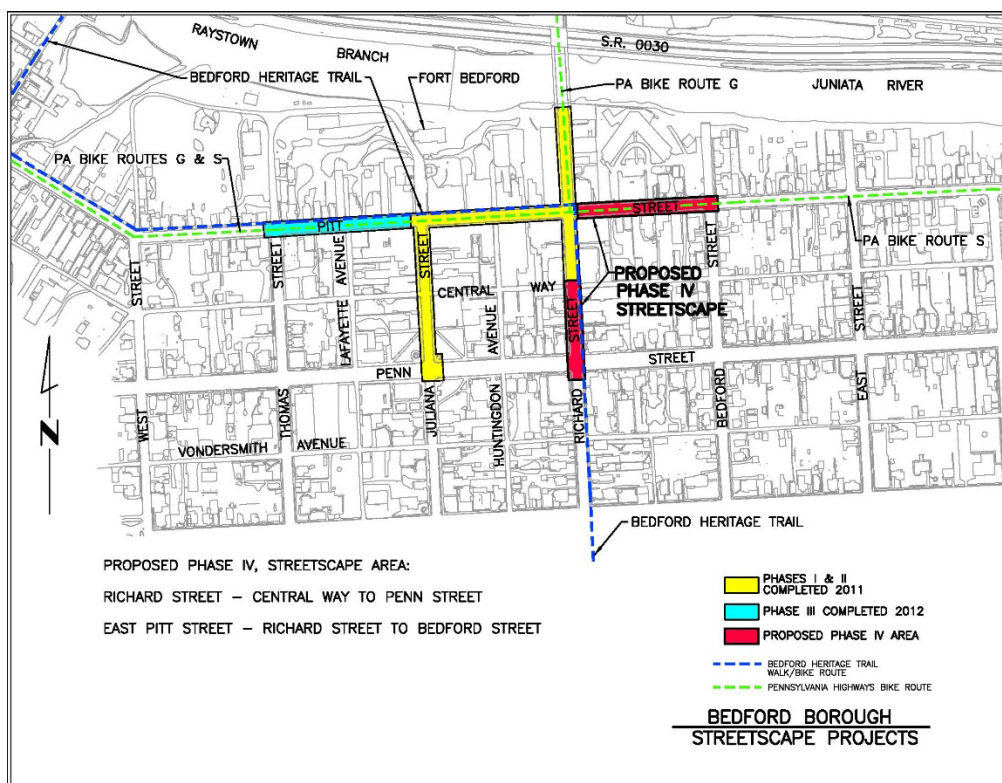 S.R. 0030
RAYSTOWN
BRANCH
BEDFORD HERITAGE TRAIL
FORT BEDFORD
PA BIKE ROUTE G
JUNIATA RIVER
PA BIKE ROUTES G & S
PITT
STREET
PA BIKE ROUTE S
STREET
STREET
AVENUE
STREET
STREET
STREET
PROPOSED
PHASE IV
STREETSCAPE
CENTRAL
WAY
LAFAYETTE
AVENUE
STREET
PENN
STREET
WEST
THOMAS
JULIANA
HUNTINGDON
RICHARD
BEDFORD
EAST
VONDERSMITH
AVENUE
N
BEDFORD HERITAGE TRAIL
PROPOSED PHASE IV, STREETSCAPE AREA:
RICHARD STREET – CENTRAL WAY TO PENN STREET
EAST PITT STREET – RICHARD STREET TO BEDFORD STREET
PHASES I & II
COMPLETED 2011
PHASE III COMPLETED 2012
PROPOSED PHASE IV AREA
BEDFORD HERITAGE TRAIL
WALK/BIKE ROUTE
PENNSYLVANIA HIGHWAYS BIKE ROUTE
BEDFORD BOROUGH
STREETSCAPE PROJECTS